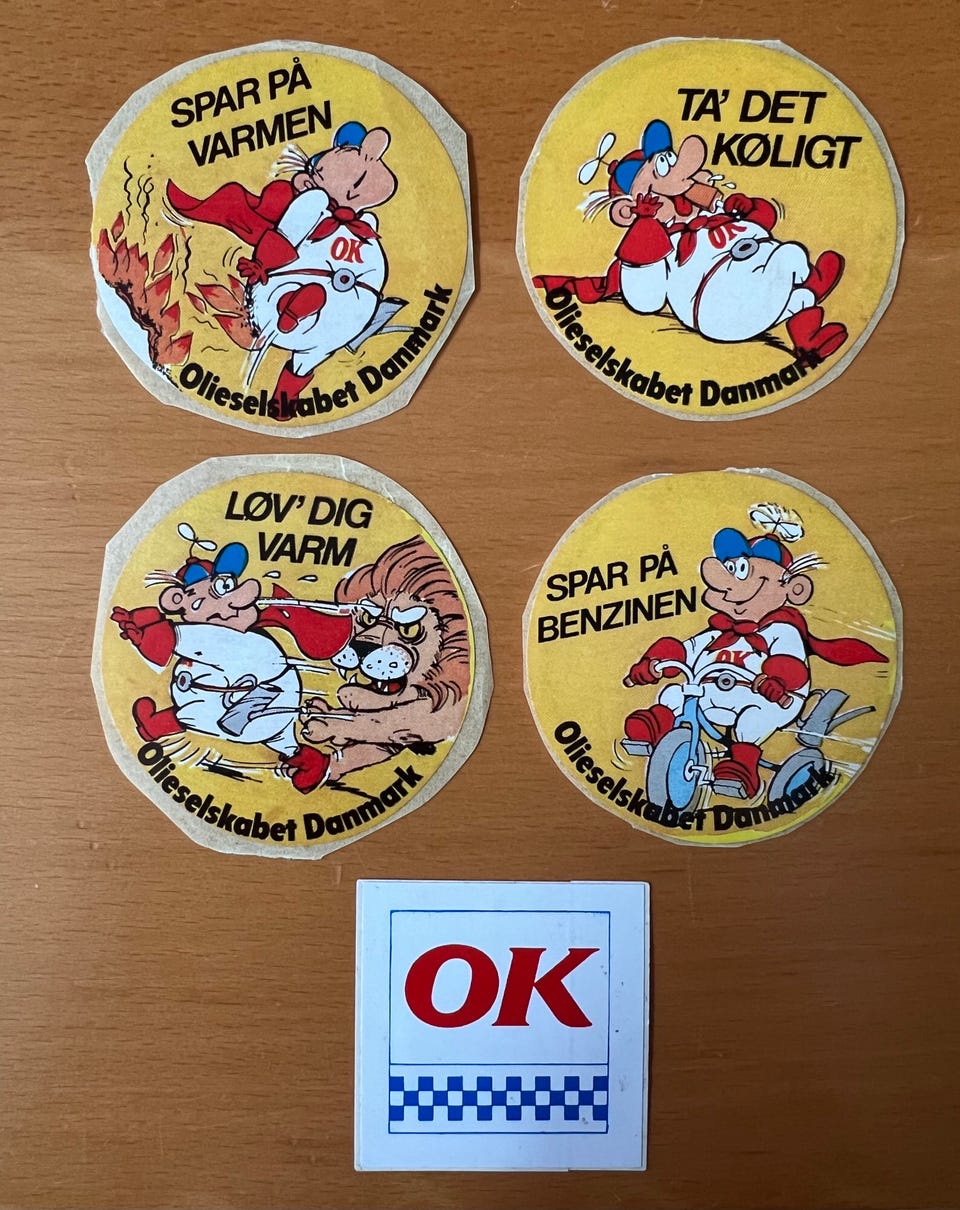 SPAR PÅ
VARMEN
OK
Olieselskabet Danmark
TA' DET
KØLIGT
OK
Olieselskabet Danmark
LØV' DIG
VARM
Olieselskabet Danmark
SPAR PÅ
BENZINEN
OK
Olieselskabet Danmark
OK